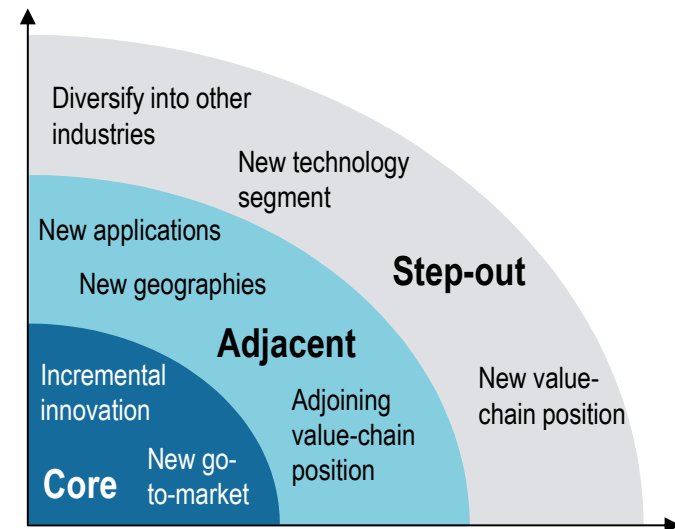 Diversify into other
industries
New technology
segment
New applications
Step-out
New geographies
Adjacent
Incremental
innovation
Adjoining
value-chain
position
New value-
chain position
Core
New go-
to-market